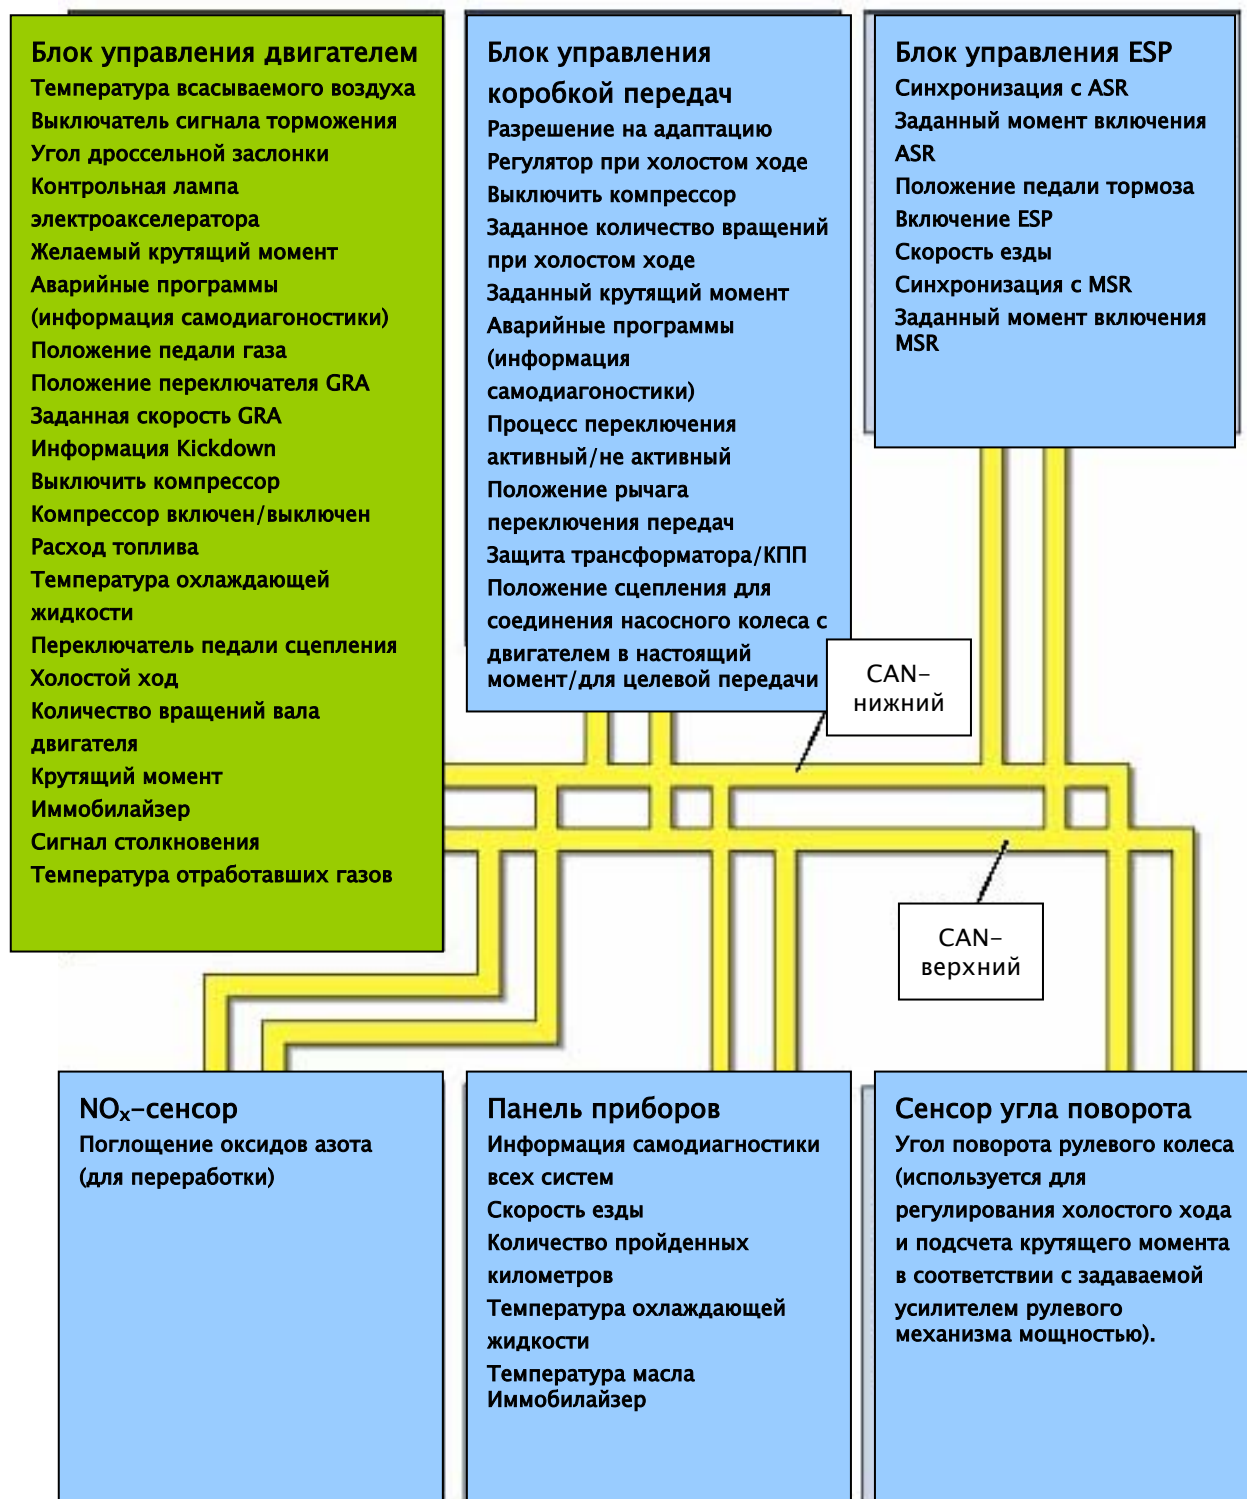 Блок управления двигателем
Температура всасываемого воздуха
Выключатель сигнала торможения
Угол дроссельной заслонки
Контрольная лампа
электроакселератора
Желаемый крутящий момент
Аварийные программы
(информация самодиагоностики)
Положение педали газа
Положение переключателя GRA
Заданная скорость GRA
Информация Kickdown
Выключить компрессор
Компрессор включен/выключен
Расход топлива
Температура охлаждающей
жидкости
Переключатель педали сцепления
Холостой ход
Количество вращений вала
двигателя
Крутящий момент
Иммобилайзер
Сигнал столкновения
Температура отработавших газов
Блок управления
коробкой передач
Разрешение на адаптацию
Регулятор при холостом ходе
Выключить компрессор
Заданное количество вращений
при холостом ходе
Заданный крутящий момент
Аварийные программы
(информация
самодиагоностики)
Процесс переключения
активный/не активный
Положение рычага
переключения передач
Защита трансформатора/КПП
Положение сцепления для
соединения насосного колеса с
двигателем в настоящий
момент/для целевой передачи
Блок управления ESP
Синхронизация с ASR
Заданный момент включения
ASR
Положение педали тормоза
Включение ESP
Скорость езды
Синхронизация с MSR
Заданный момент включения
MSR
CAN-
нижний
CAN-
верхний
NOₓ-сенсор
Поглощение оксидов азота
(для переработки)
Панель приборов
Информация самодиагностики
всех систем
Скорость езды
Количество пройденных
километров
Температура охлаждающей
жидкости
Температура масла
Иммобилайзер
Сенсор угла поворота
Угол поворота рулевого колеса
(используется для
регулирования холостого хода
и подсчета крутящего момента
в соответствии с задаваемой
усилителем рулевого
механизма мощностью).